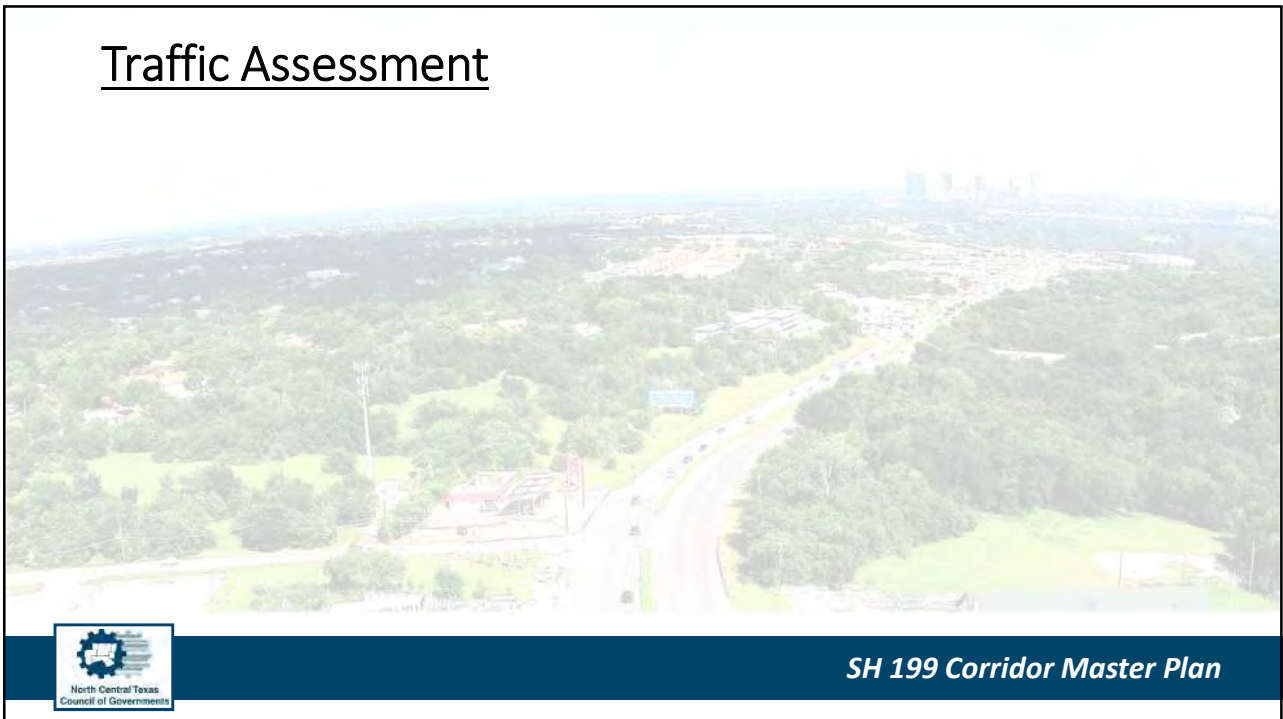 Traffic Assessment
North Central Texas
Council of Governments
SH 199 Corridor Master Plan